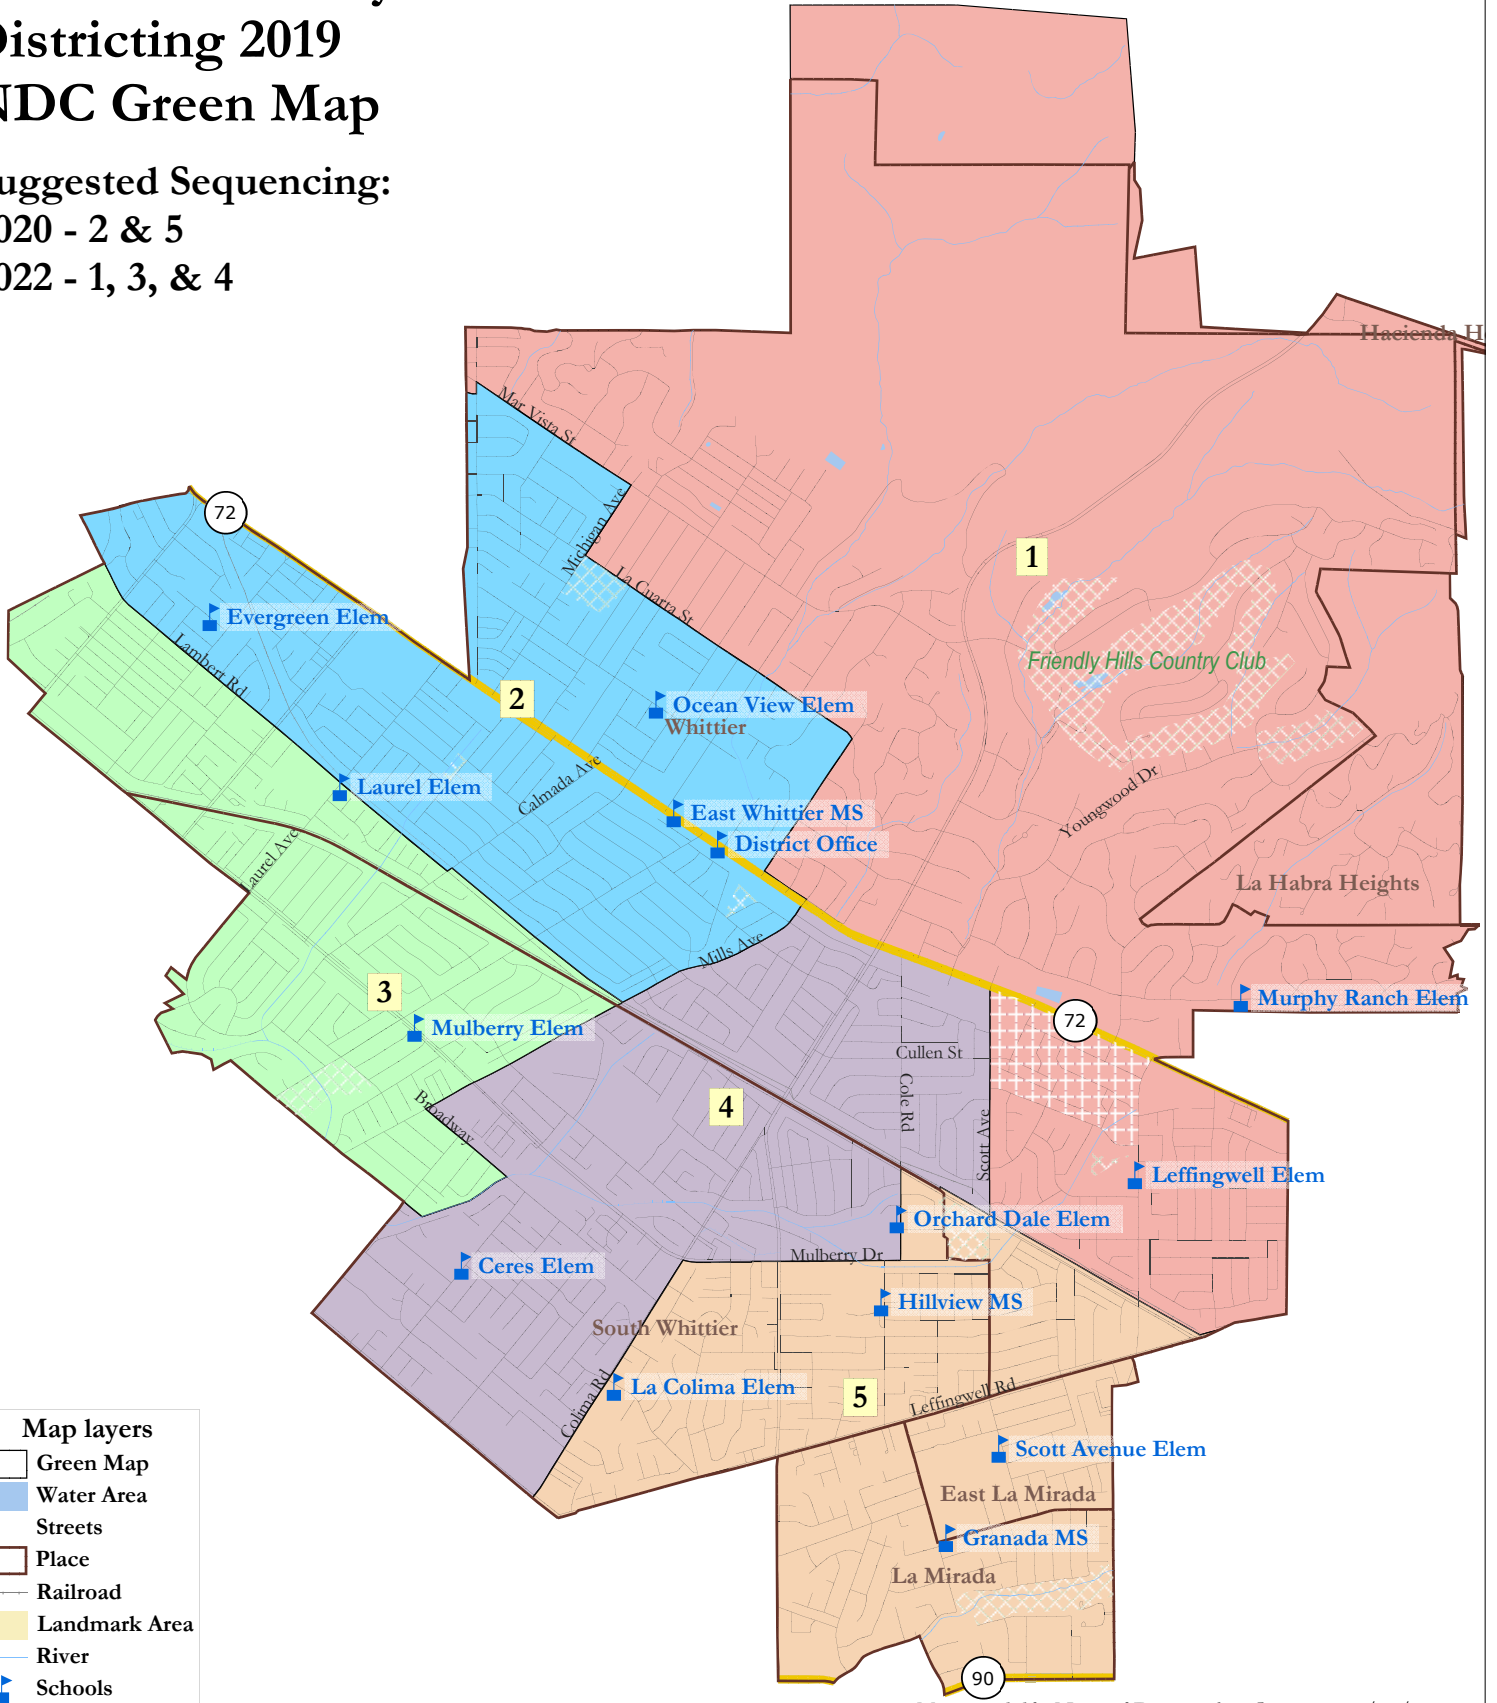 Districting 2019
NDC Green Map
Suggested Sequencing:
2020 - 2 & 5
2022 - 1, 3, & 4
Hacienda H
Mar Vista St
Michigan Ave
72
La Cuarta St
1
Evergreen Elem
Lambert Rd
Friendly Hills Country Club
2
Ocean View Elem
Whittier
Calmada Ave
Laurel Elem
Youngwood Dr
East Whittier MS
District Office
Laurel Ave
La Habra Heights
Mills Ave
3
Murphy Ranch Elem
72
Mulberry Elem
Cullen St
Cole Rd
4
Broadway
Scott Ave
Leffingwell Elem
Orchard Dale Elem
Mulberry Dr
Ceres Elem
Hillview MS
South Whittier
La Colima Elem
5
Leffingwell Rd
Colima Rd
Scott Avenue Elem
East La Mirada
Granada MS
La Mirada
90
Map layers
Green Map
Water Area
Streets
Place
Railroad
Landmark Area
River
Schools